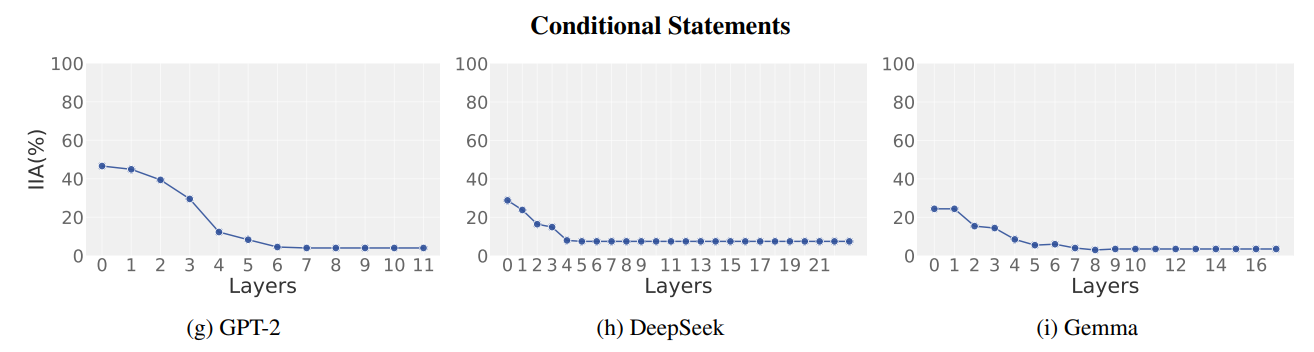 Conditional Statements
IIA(%)
100
80
60
40
20
0
0 1 2 3 4 5 6 7 8 9 10 11
Layers
(g) GPT-2
100
80
60
40
20
0
0 1 2 3 4 5 6 7 8 9 11 13 15 17 19 21
Layers
(h) DeepSeek
100
80
60
40
20
0
0 1 2 3 4 5 6 7 8 9 10 12 14 16
Layers
(i) Gemma